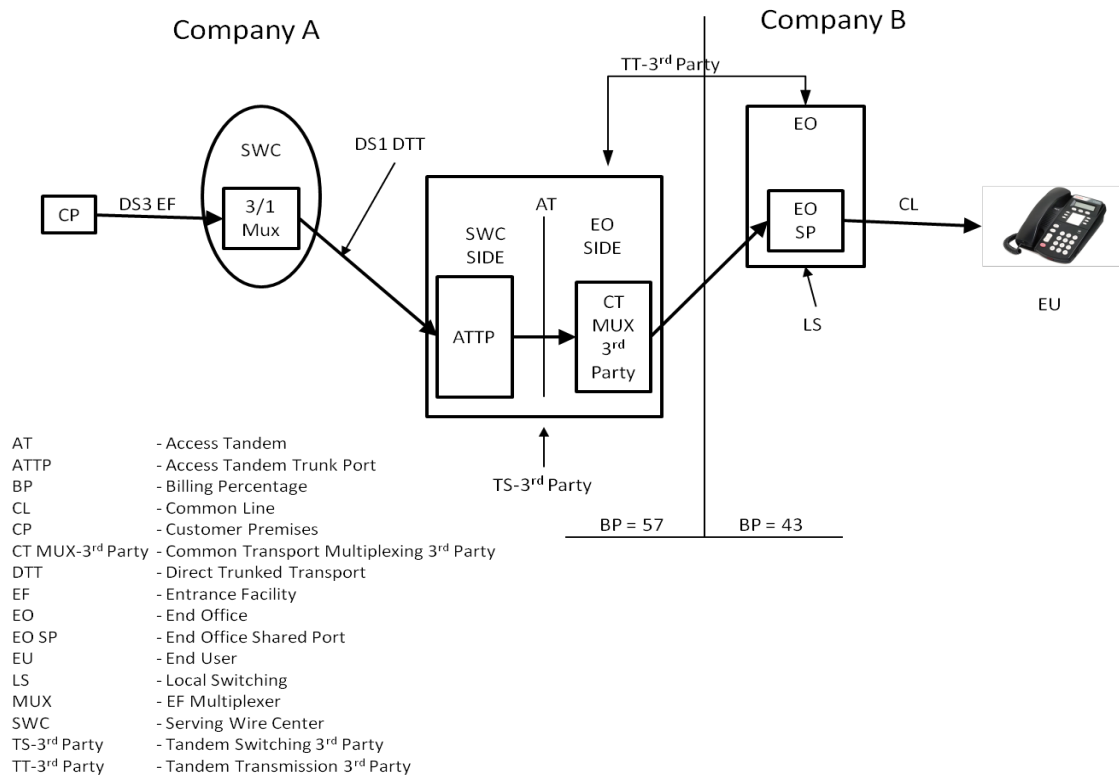 Company A
Company B
TT-3rd Party
EO
SWC
DS1 DTT
CP
DS3 EF
3/1
Mux
AT
SWC
SIDE
EO
SIDE
EO
SP
CL
EU
LS
ATTP
CT
MUX
3rd
Party
TS-3rd Party
BP = 57
BP = 43
AT - Access Tandem
ATTP - Access Tandem Trunk Port
BP - Billing Percentage
CL - Common Line
CP - Customer Premises
CT MUX-3rd Party - Common Transport Multiplexing 3rd Party
DTT - Direct Trunked Transport
EF - Entrance Facility
EO - End Office
EO SP - End Office Shared Port
EU - End User
LS - Local Switching
MUX - EF Multiplexer
SWC - Serving Wire Center
TS-3rd Party - Tandem Switching 3rd Party
TT-3rd Party - Tandem Transmission 3rd Party